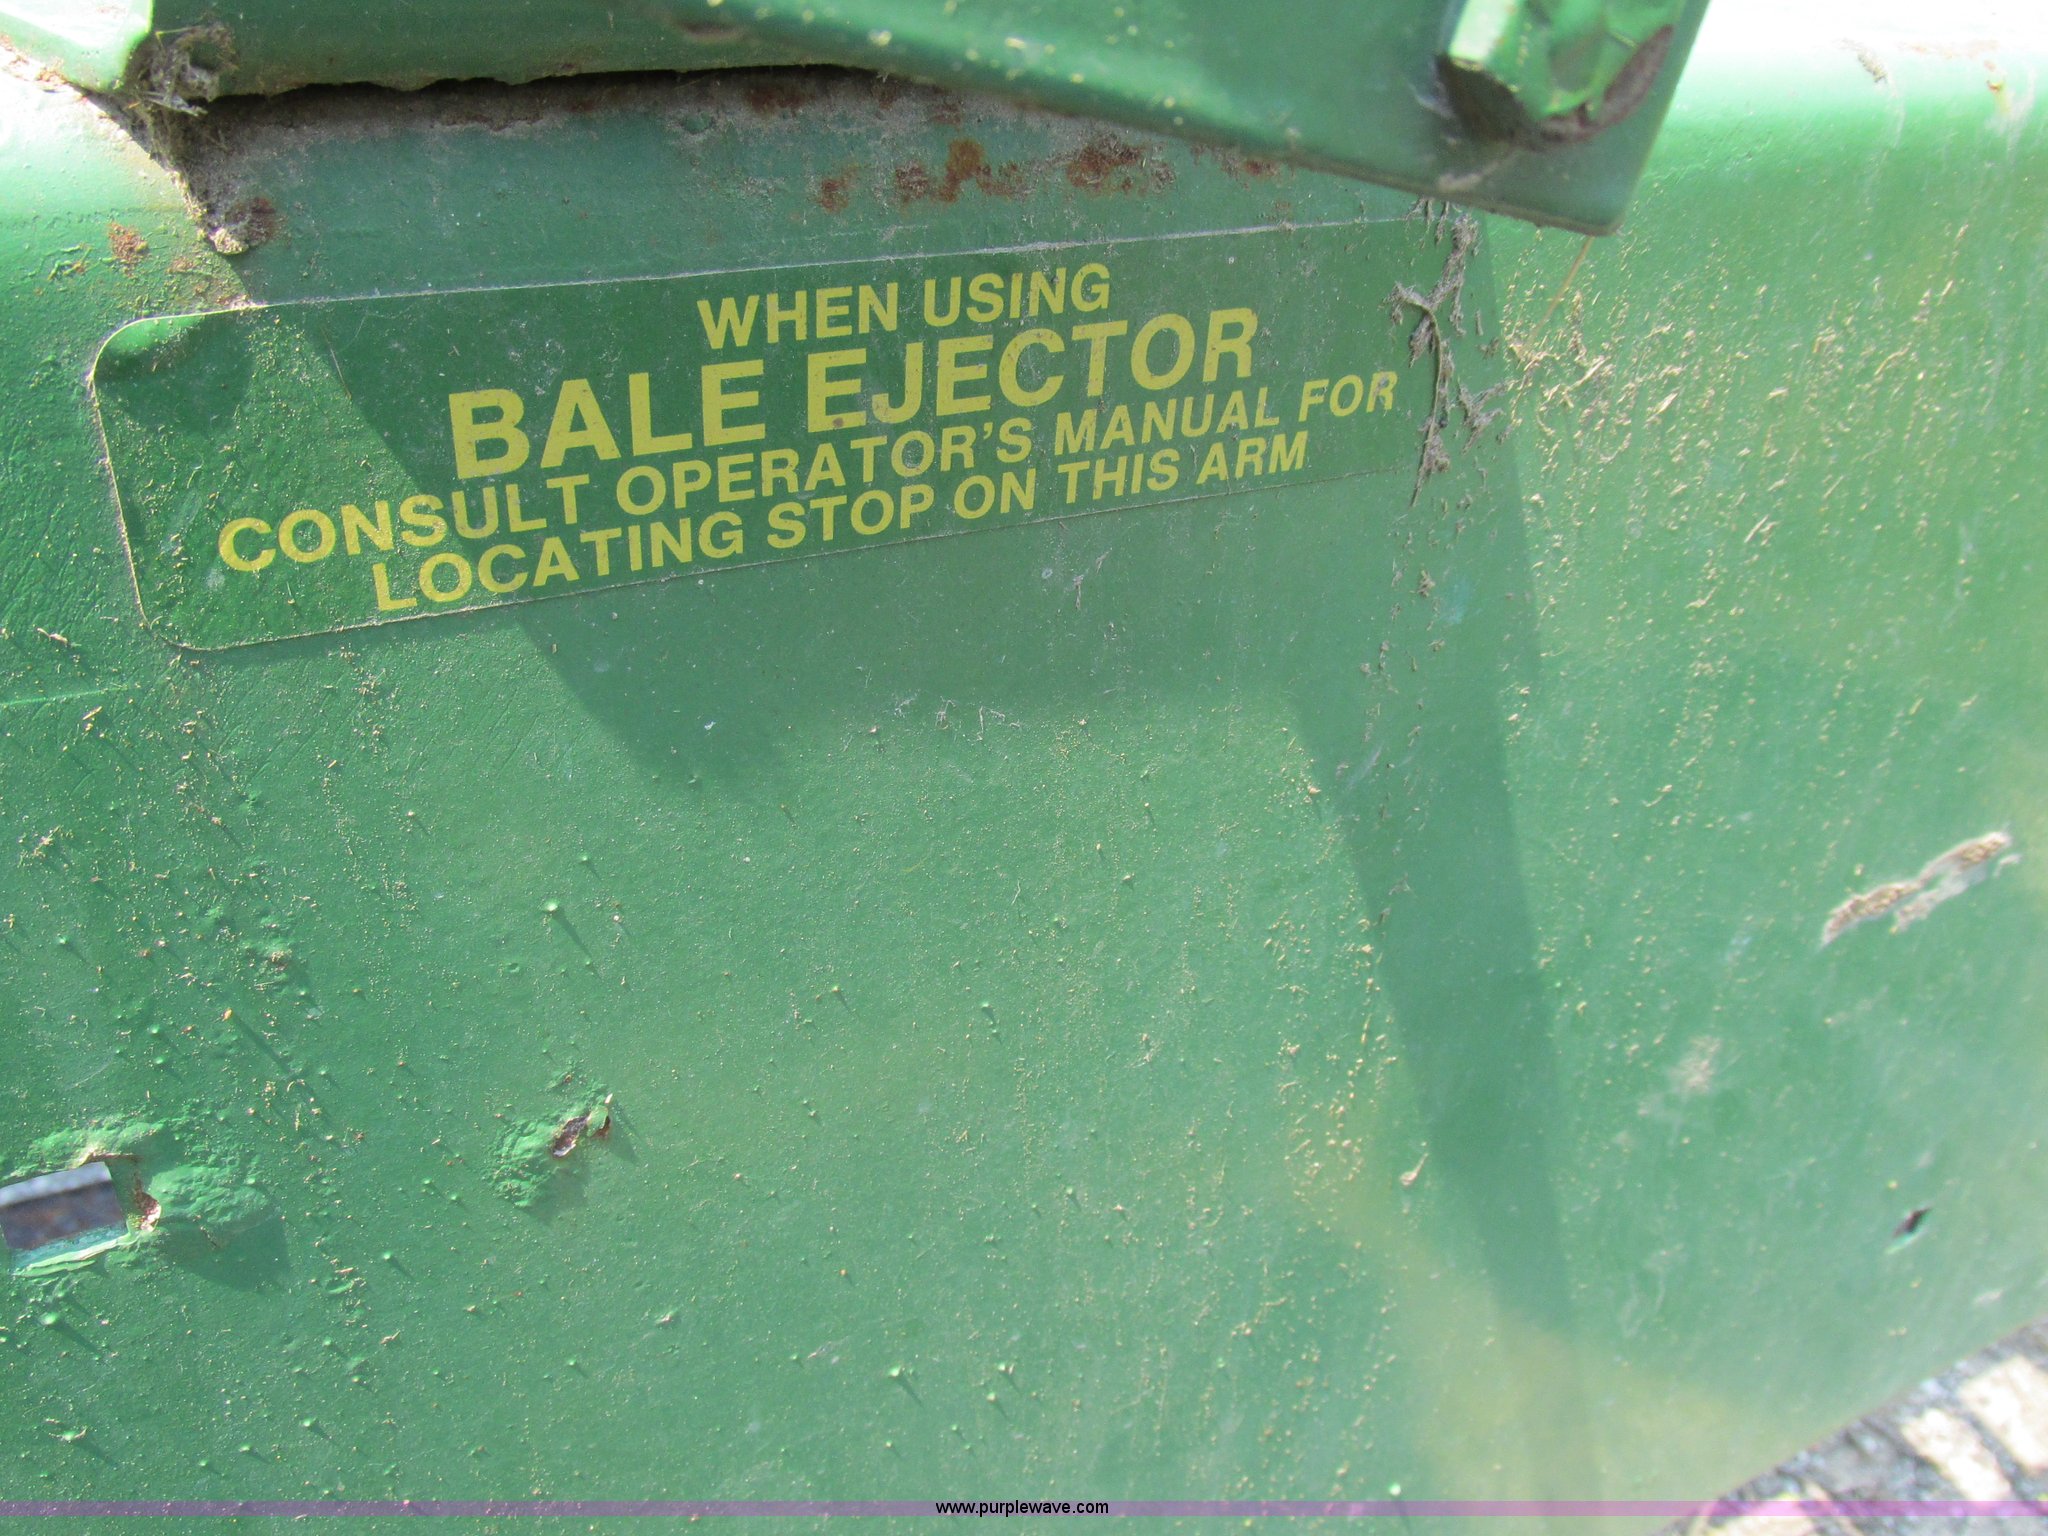 WHEN USING
BALE EJECTOR
CONSULT OPERATOR'S MANUAL FOR
LOCATING STOP ON THIS ARM
www.purplewave.com